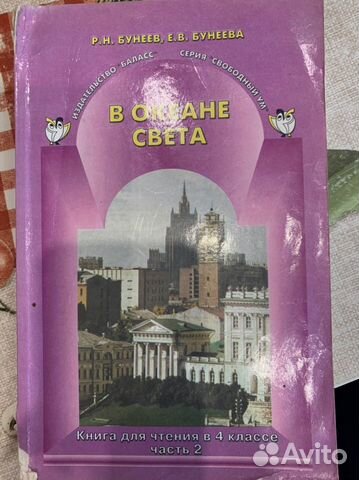 Р.Н. БУНЕЕВ, Е.В. БУНЕЕВА
ИЗДАТЕЛЬСТВО БАЛАСС СЕРИЯ СВОБОДНЫЙ УМ
В ОКЕАНЕ
СВЕТА
Книга для чтения в 4 классе
часть 2
Avito